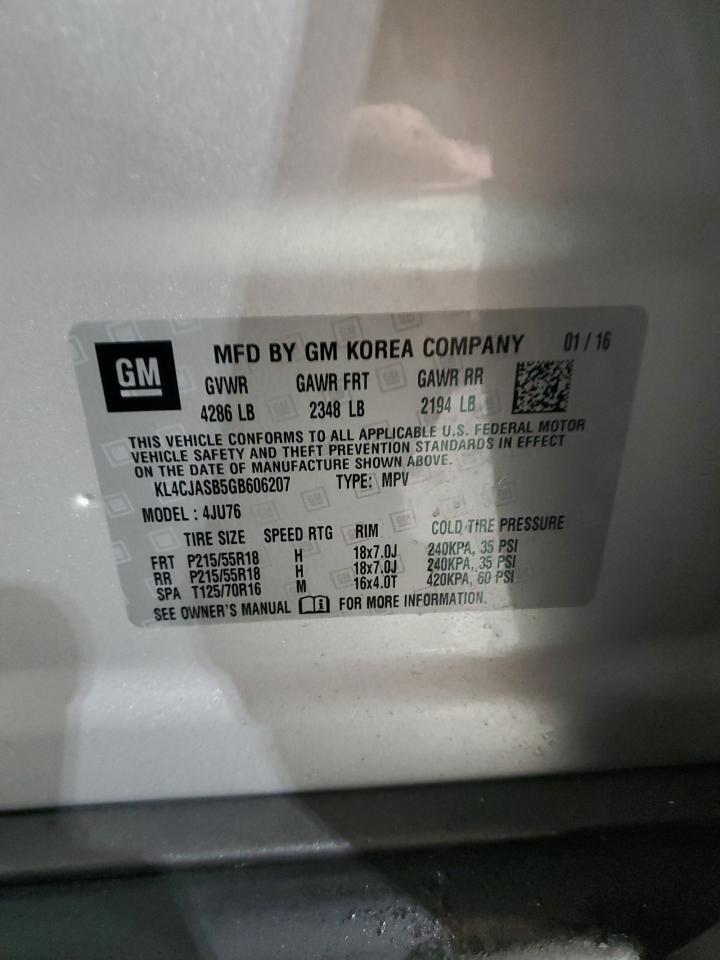 GM
MFD BY GM KOREA COMPANY 01 / 16
GVWR GAWR FRT GAWR RR
4286 LB 2348 LB 2194 LB
THIS VEHICLE CONFORMS TO ALL APPLICABLE U.S. FEDERAL MOTOR
VEHICLE SAFETY AND THEFT PREVENTION STANDARDS IN EFFECT
ON THE DATE OF MANUFACTURE SHOWN ABOVE.
KL4CJASB5GB606207 TYPE: MPV
MODEL : 4JU76
TIRE SIZE SPEED RTG RIM COLD TIRE PRESSURE
FRT P215/55R18 H 18x7.0J 240KPA, 35 PSI
RR P215/55R18 H 18x7.0J 240KPA, 35 PSI
SPA T125/70R16 M 16x4.0T 420KPA, 60 PSI
SEE OWNER'S MANUAL FOR MORE INFORMATION.